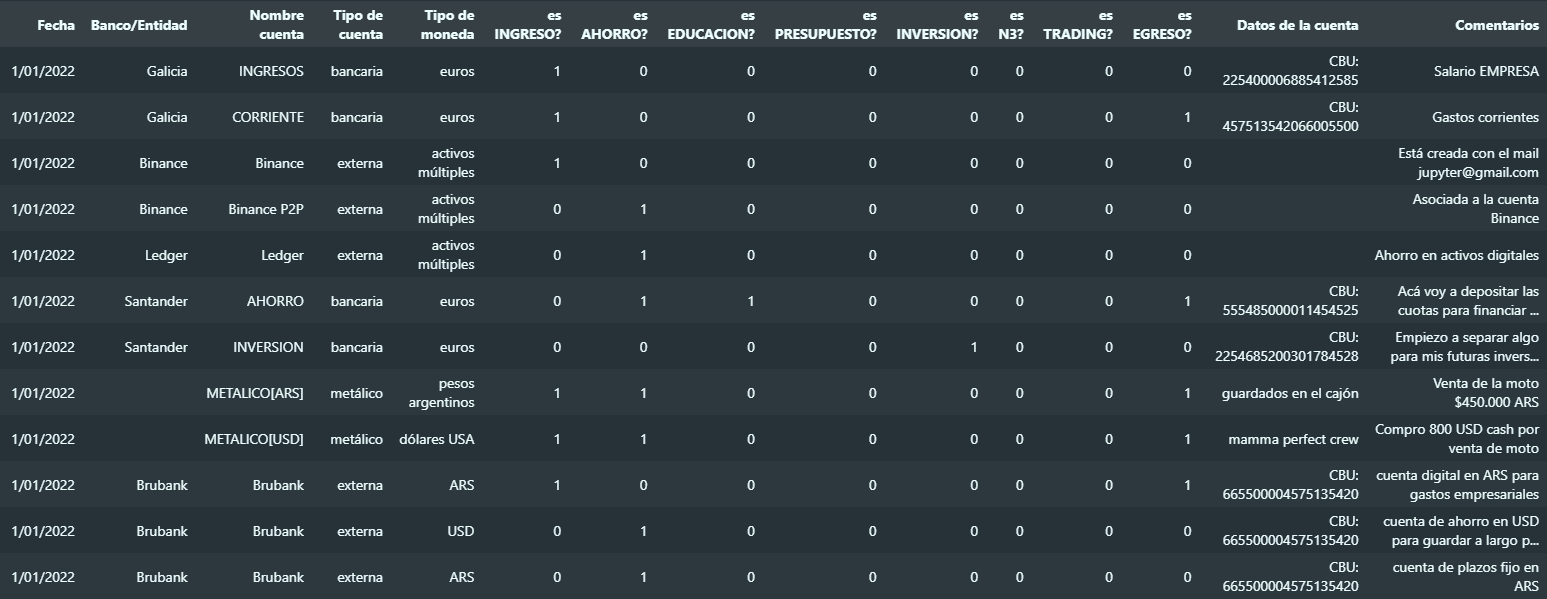 Fecha Banco/Entidad Nombre cuenta Tipo de cuenta Tipo de moneda es INGRESO? es AHORRO? es EDUCACION? es PRESUPUESTO? es INVERSION? es N3? es TRADING? es EGRESO? Datos de la cuenta Comentarios
1/01/2022 Galicia INGRESOS bancaria euros 1 0 0 0 0 0 0 0 CBU: 225400006885412585 Salario EMPRESA
1/01/2022 Galicia CORRIENTE bancaria euros 1 0 0 0 0 0 0 1 CBU: 457513542066005500 Gastos corrientes
1/01/2022 Binance Binance externa activos múltiples 1 0 0 0 0 0 0 0 Está creada con el mail jupyter@gmail.com
1/01/2022 Binance Binance P2P externa activos múltiples 0 1 0 0 0 0 0 0 Asociada a la cuenta Binance
1/01/2022 Ledger Ledger externa activos múltiples 0 1 0 0 0 0 0 0 Ahorro en activos digitales
1/01/2022 Santander AHORRO bancaria euros 0 1 1 0 0 0 0 1 CBU: 555485000011454525 Acá voy a depositar las cuotas para financiar ...
1/01/2022 Santander INVERSION bancaria euros 0 0 0 0 1 0 0 0 CBU: 2254685200301784528 Empiezo a separar algo para mis futuras invers...
1/01/2022 METALICO[ARS] metálico pesos argentinos 1 1 0 0 0 0 0 1 guardados en el cajón Venta de la moto $450.000 ARS
1/01/2022 METALICO[USD] metálico dólares USA 1 1 0 0 0 0 0 1 mamma perfect crew Compro 800 USD cash por venta de moto
1/01/2022 Brubank Brubank externa ARS 1 0 0 0 0 0 0 1 CBU: 665500004575135420 cuenta digital en ARS para gastos empresariales
1/01/2022 Brubank Brubank externa USD 0 1 0 0 0 0 0 0 CBU: 665500004575135420 cuenta de ahorro en USD para guardar a largo p...
1/01/2022 Brubank Brubank externa ARS 0 1 0 0 0 0 0 0 CBU: 665500004575135420 cuenta de plazos fijo en ARS